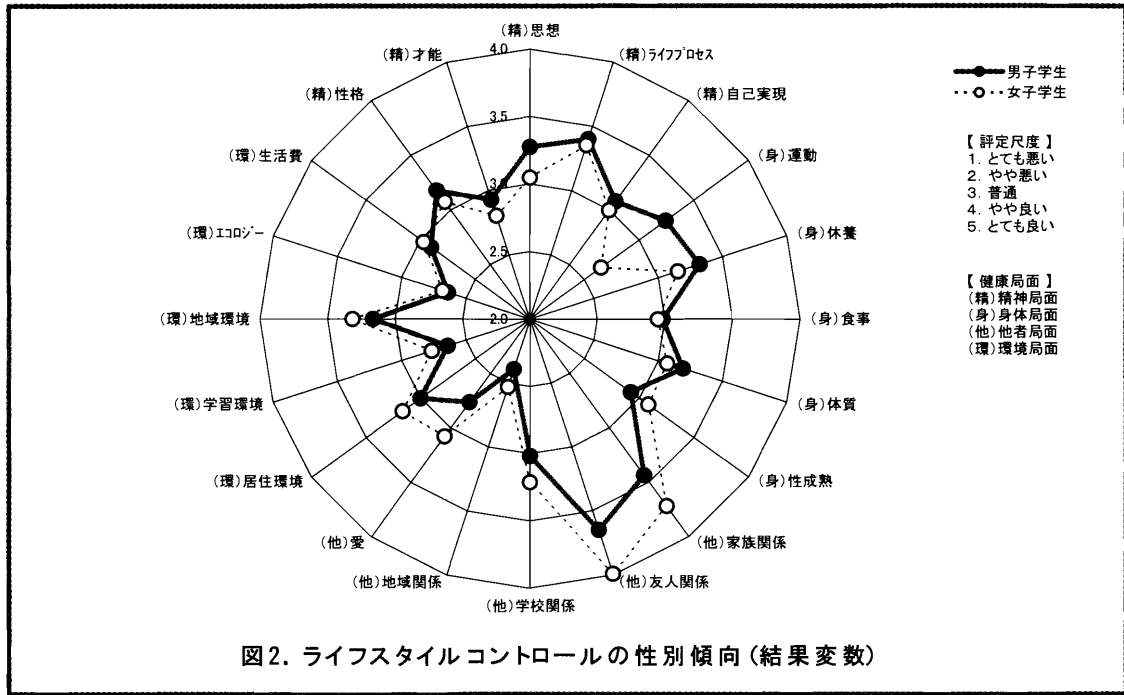 (精)思想
(精)ライフプロセス
(精)自己実現
(身)運動
(身)休養
(身)食事
(身)体質
(身)性成熟
(他)家族関係
(他)友人関係
(他)学校関係
(他)地域関係
(他)愛
(環)居住環境
(環)学習環境
(環)地域環境
(環)エコロジー
(環)生活費
(精)性格
(精)才能
4.0
3.5
3.0
2.5
2.0
男子学生
女子学生
【 評定尺度 】
1. とても悪い
2. やや悪い
3. 普通
4. やや良い
5. とても良い
【 健康局面 】
(精)精神局面
(身)身体局面
(他)他者局面
(環)環境局面
図2. ライフスタイルコントロールの性別傾向(結果変数)